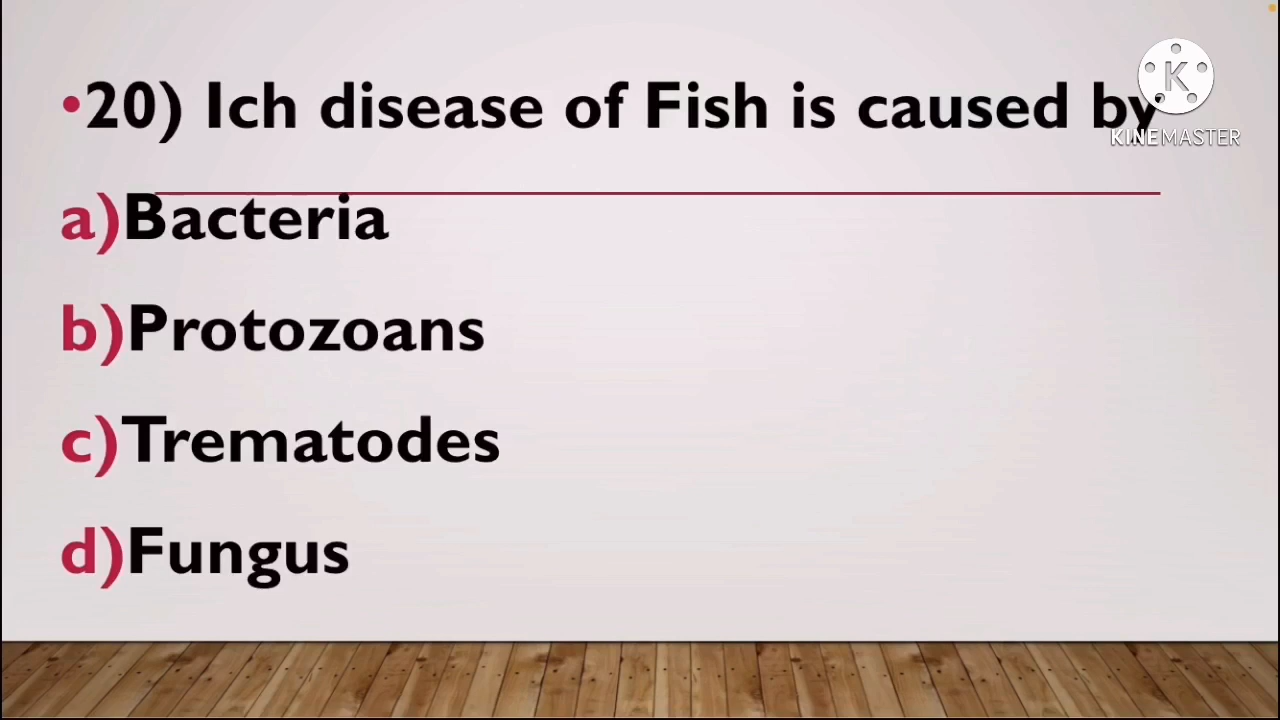 •20) Ich disease of Fish is caused by
K
KINEMASTER
a)Bacteria
b)Protozoans
c)Trematodes
d)Fungus